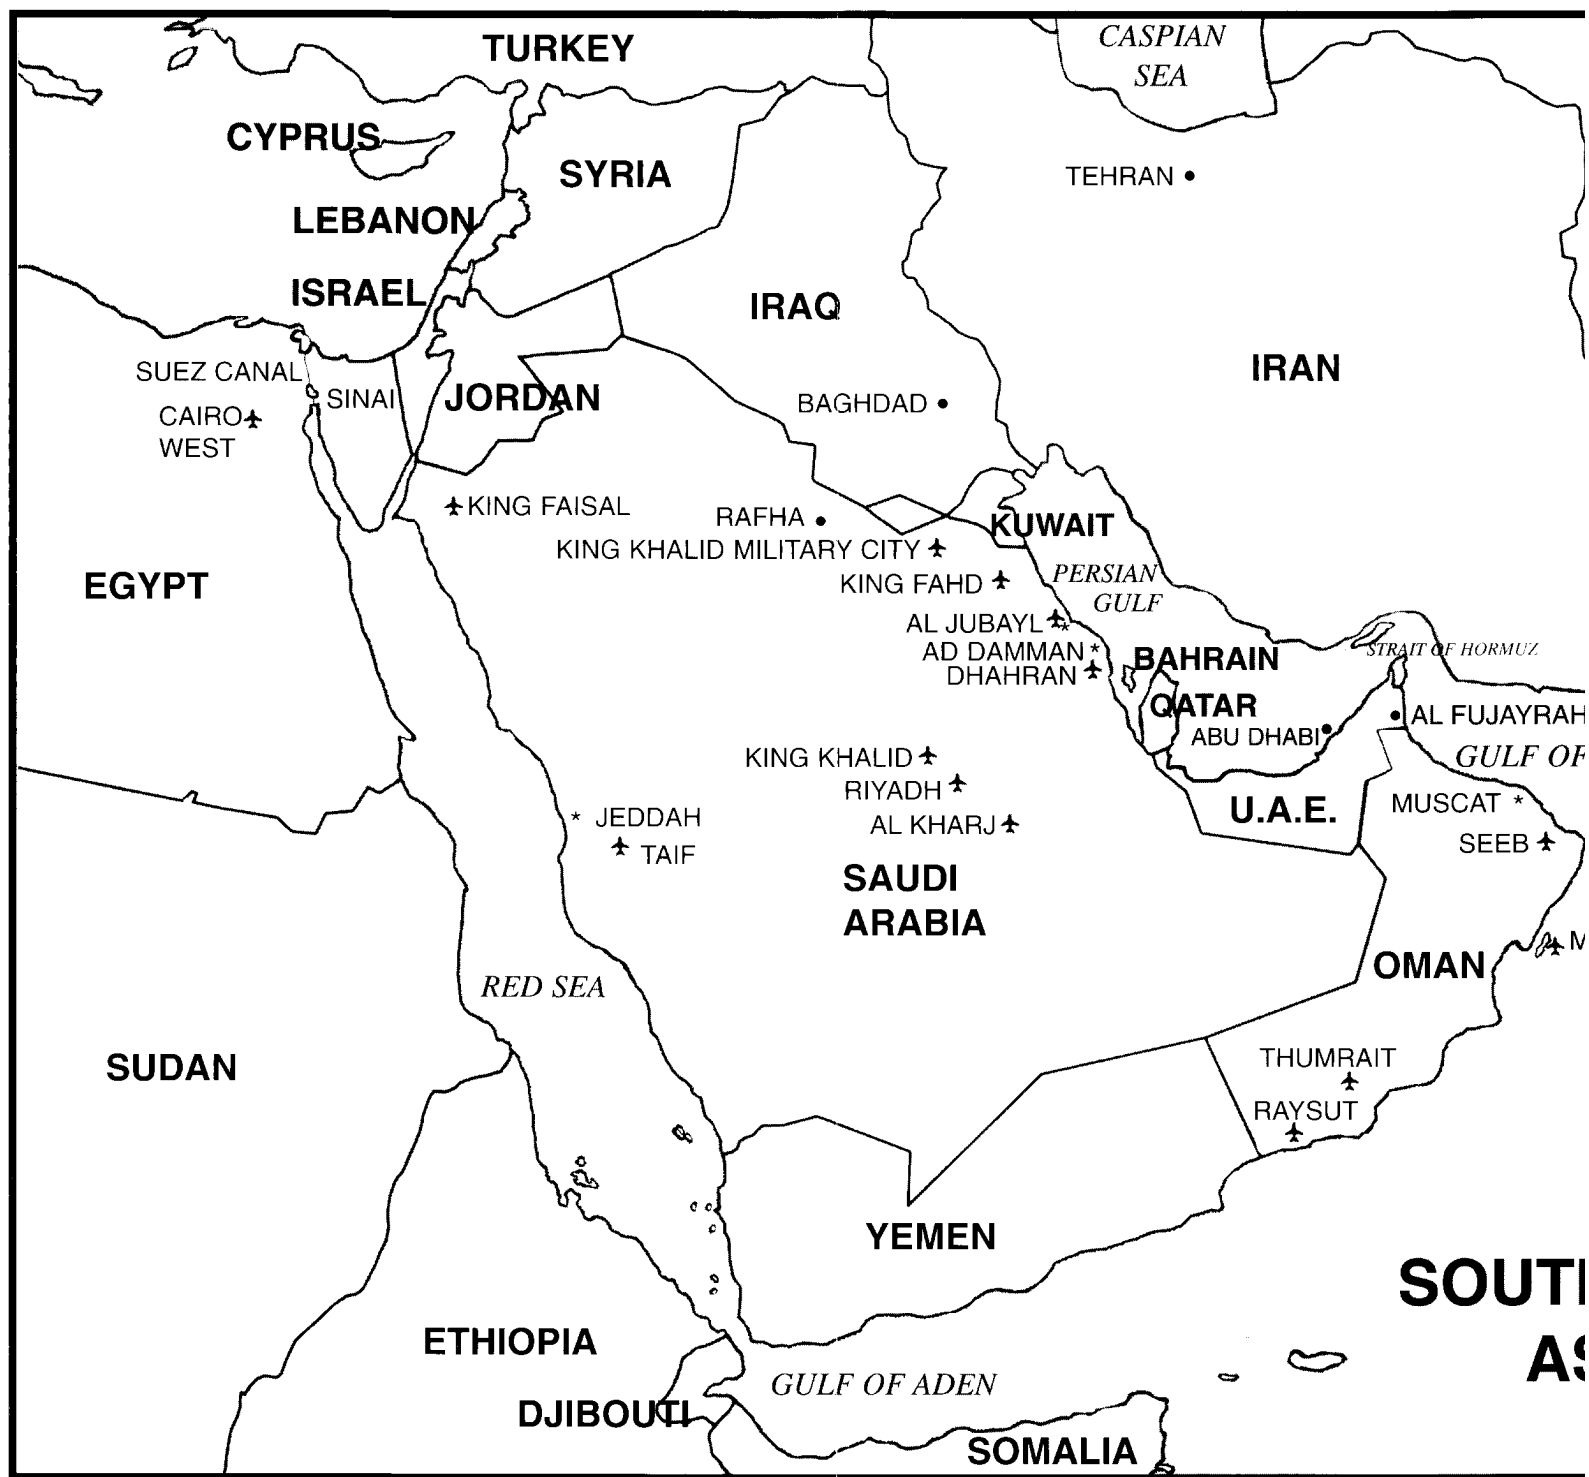 TURKEY
CASPIAN
SEA
CYPRUS
SYRIA
TEHRAN
LEBANON
ISRAEL
IRAQ
IRAN
SUEZ CANAL
SINAI
JORDAN
BAGHDAD
CAIRO
WEST
KING FAISAL
RAFHA
KUWAIT
KING KHALID MILITARY CITY
EGYPT
KING FAHD
PERSIAN
GULF
AL JUBAYL
AD DAMMAN
DHAHRAN
BAHRAIN
STRAIT OF HORMUZ
QATAR
ABU DHABI
AL FUJAYRAH
KING KHALID
GULF OF
RIYADH
MUSCAT
U.A.E.
JEDDAH
AL KHARJ
TAIF
SEEB
SAUDI
ARABIA
M
OMAN
RED SEA
SUDAN
THUMRAIT
RAYSUT
YEMEN
SOUTH
AS
ETHIOPIA
GULF OF ADEN
DJIBOUTI
SOMALIA